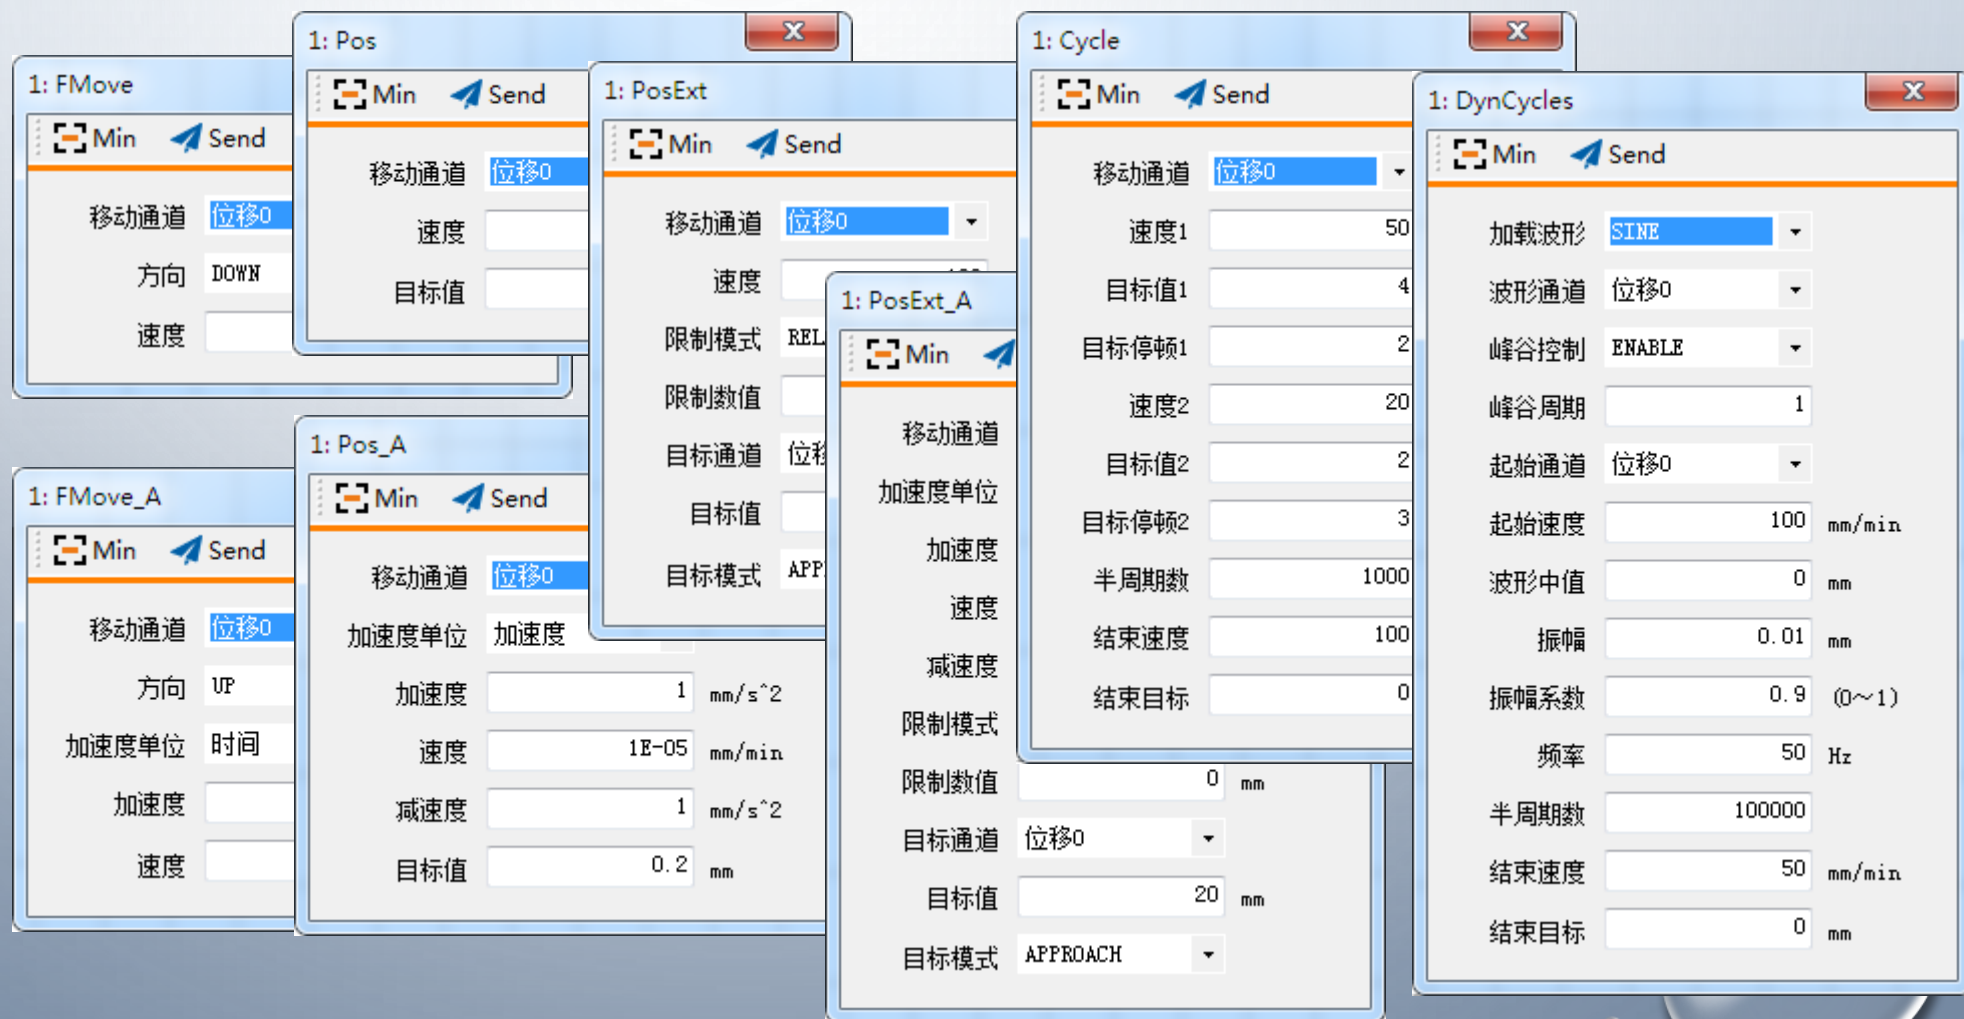 1: FMove
Min Send
移动通道 位移0
方向 DOWN
速度
1: Pos
Min Send
移动通道 位移0
速度
目标值
1: PosExt
Min Send
移动通道 位移0
速度
限制模式
限制数值
目标通道
目标值
目标模式
1: Cycle
Min Send
移动通道 位移0
速度1 50
目标值1 4
目标停顿1 2
速度2 20
目标值2 2
目标停顿2 3
半周期数 1000
结束速度 100
结束目标 0
1: DynCycles
Min Send
加载波形 SINE
波形通道 位移0
峰谷控制 ENABLE
峰谷周期 1
起始通道 位移0
起始速度 100 mm/min
波形中值 0 mm
振幅 0.01 mm
振幅系数 0.9 (0~1)
频率 50 Hz
半周期数 100000
结束速度 50 mm/min
结束目标 0 mm
1: FMove_A
Min Send
移动通道 位移0
方向 UP
加速度单位 时间
加速度
速度
1: Pos_A
Min Send
移动通道 位移0
加速度单位 加速度
加速度 1 mm/s^2
速度 1E-05 mm/min
减速度 1 mm/s^2
目标值 0.2 mm
1: PosExt_A
Min
移动通道
加速度单位
加速度
速度
减速度
限制模式
限制数值 0 mm
目标通道 位移0
目标值 20 mm
目标模式 APPROACH